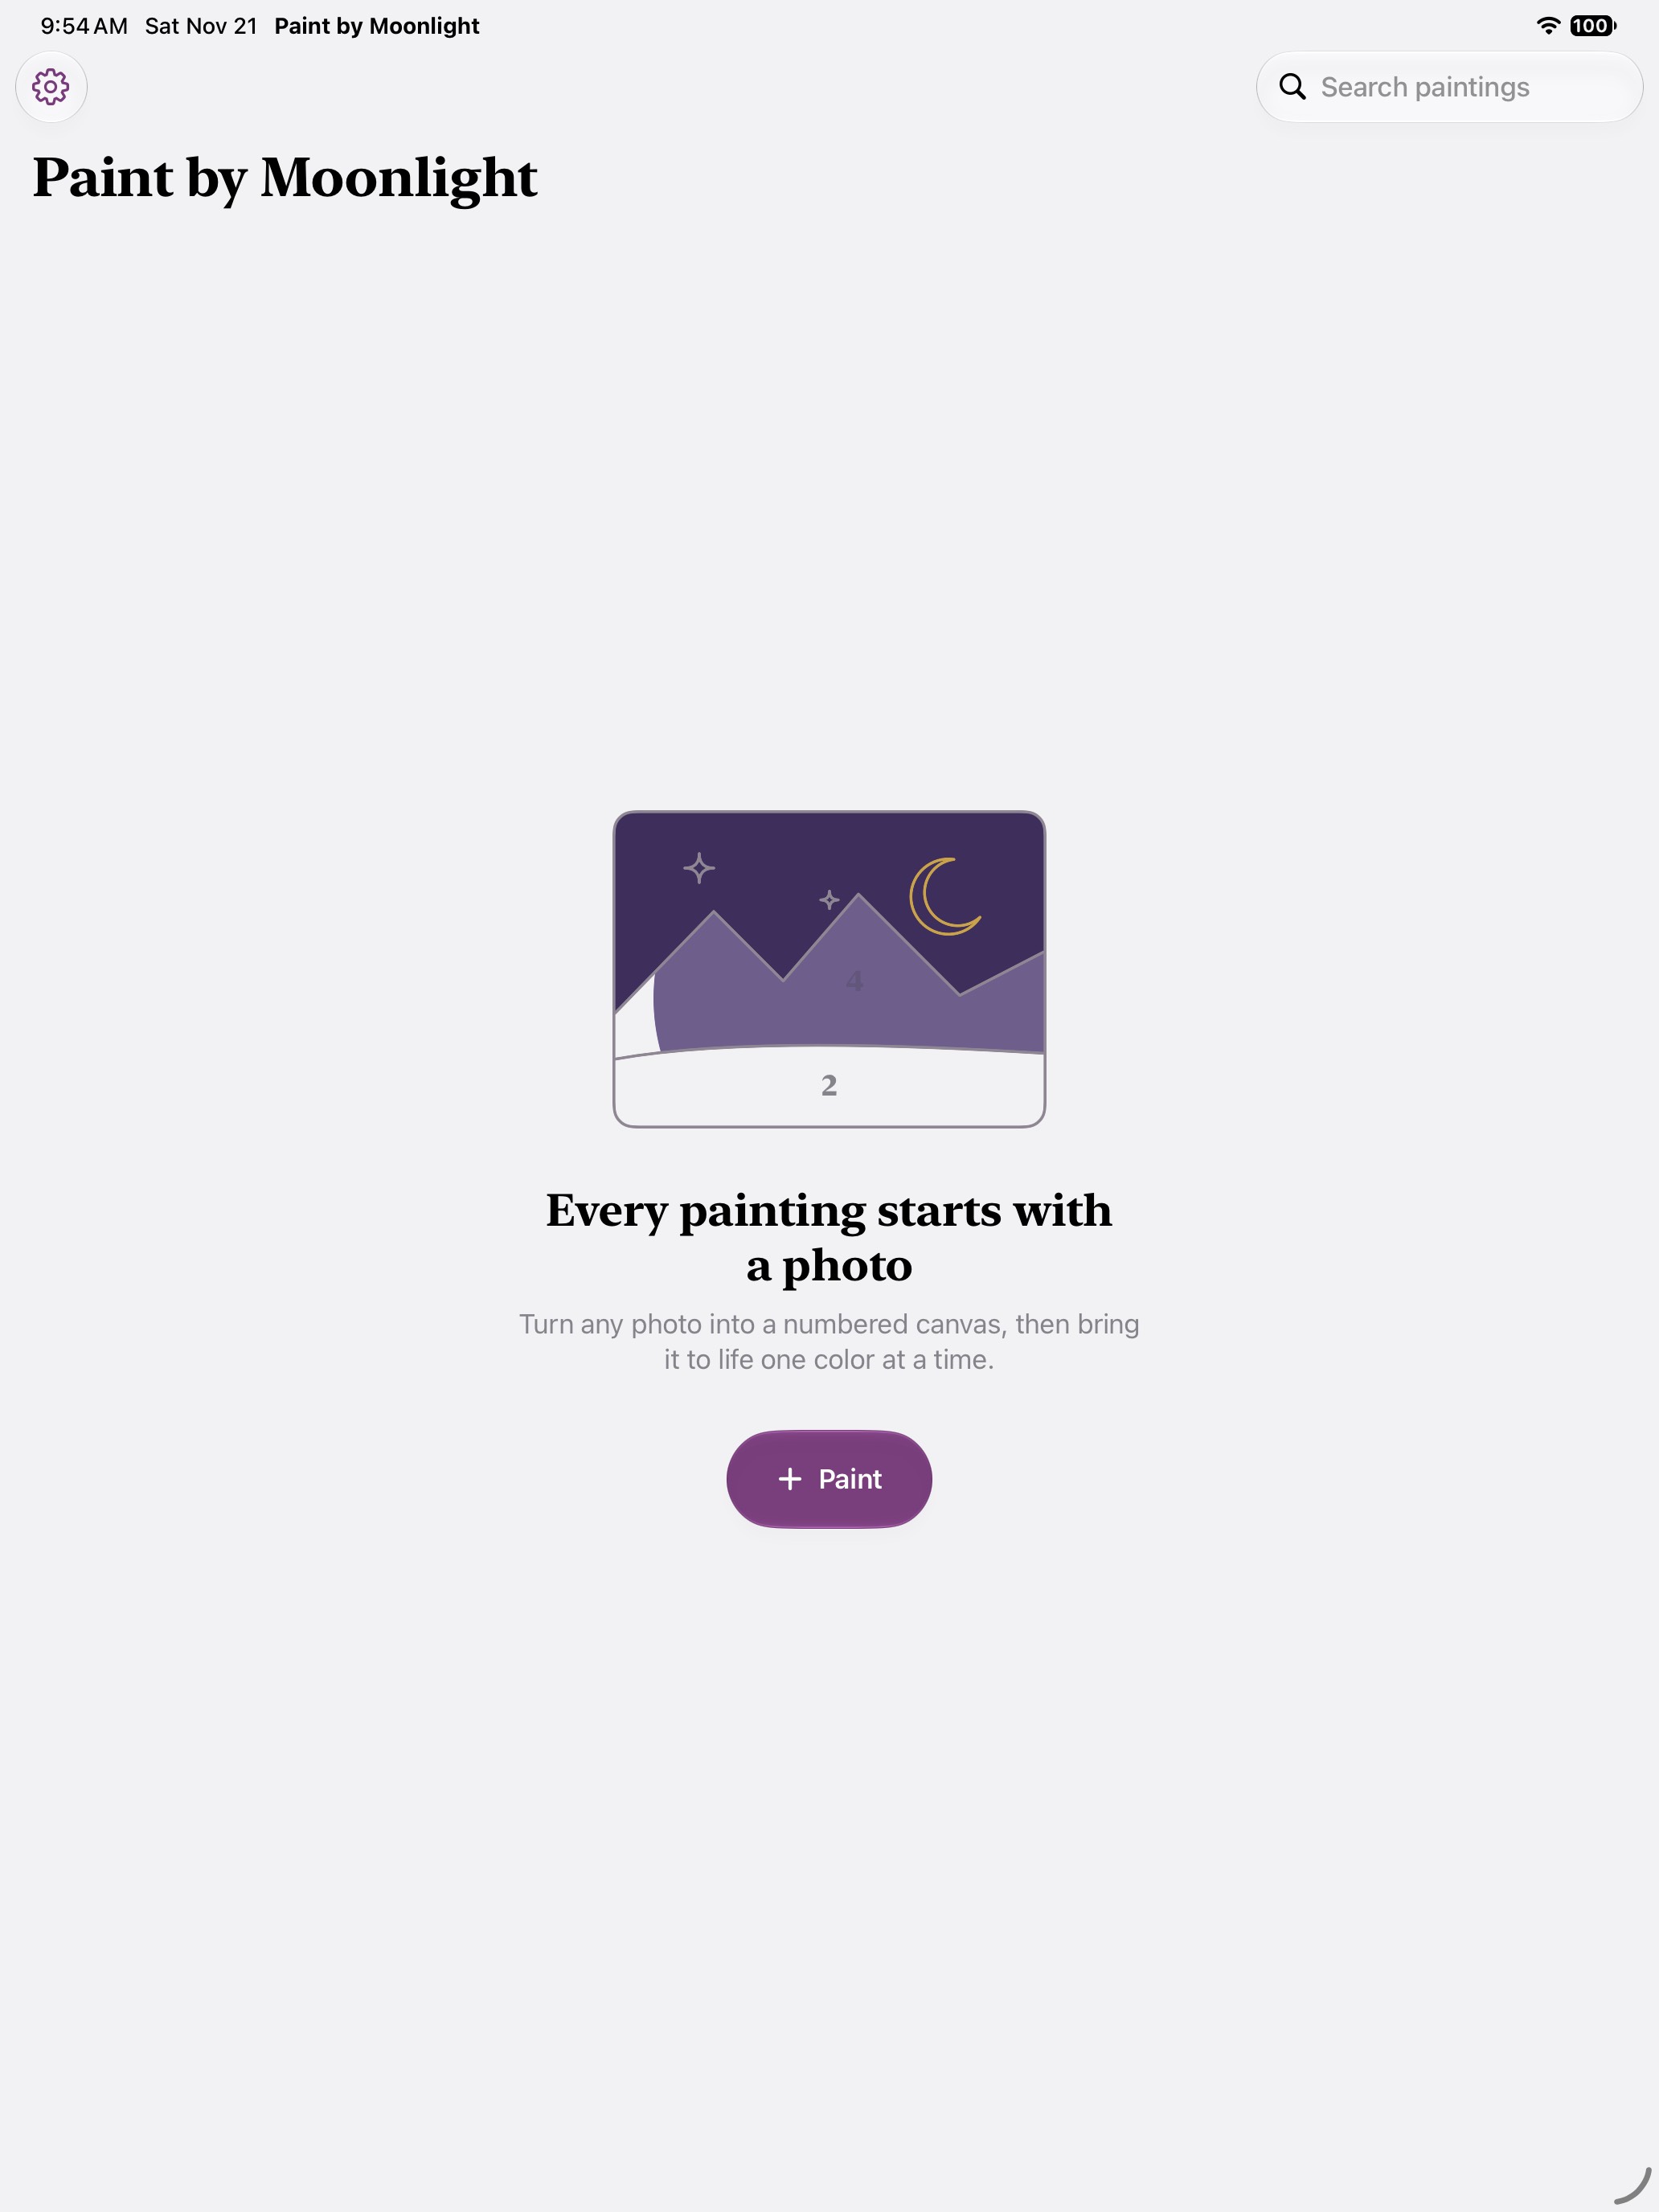 9:54 AM Sat Nov 21 Paint by Moonlight
100
Search paintings
Paint by Moonlight
4
2
Every painting starts with
a photo
Turn any photo into a numbered canvas, then bring
it to life one color at a time.
+ Paint